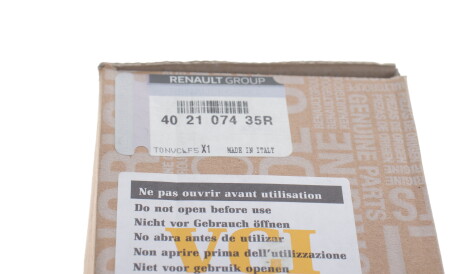 RENAULT GROUP
40 21 074 35R
X1 MADE IN ITALY
GENUINE PARTS
Ne pas ouvrir avant utilisation
Do not open before use
Nicht vor Gebrauch öffnen
No abra antes de utilizar
Non aprire prima dell'utilizzazione
Niet voor gebruik openen